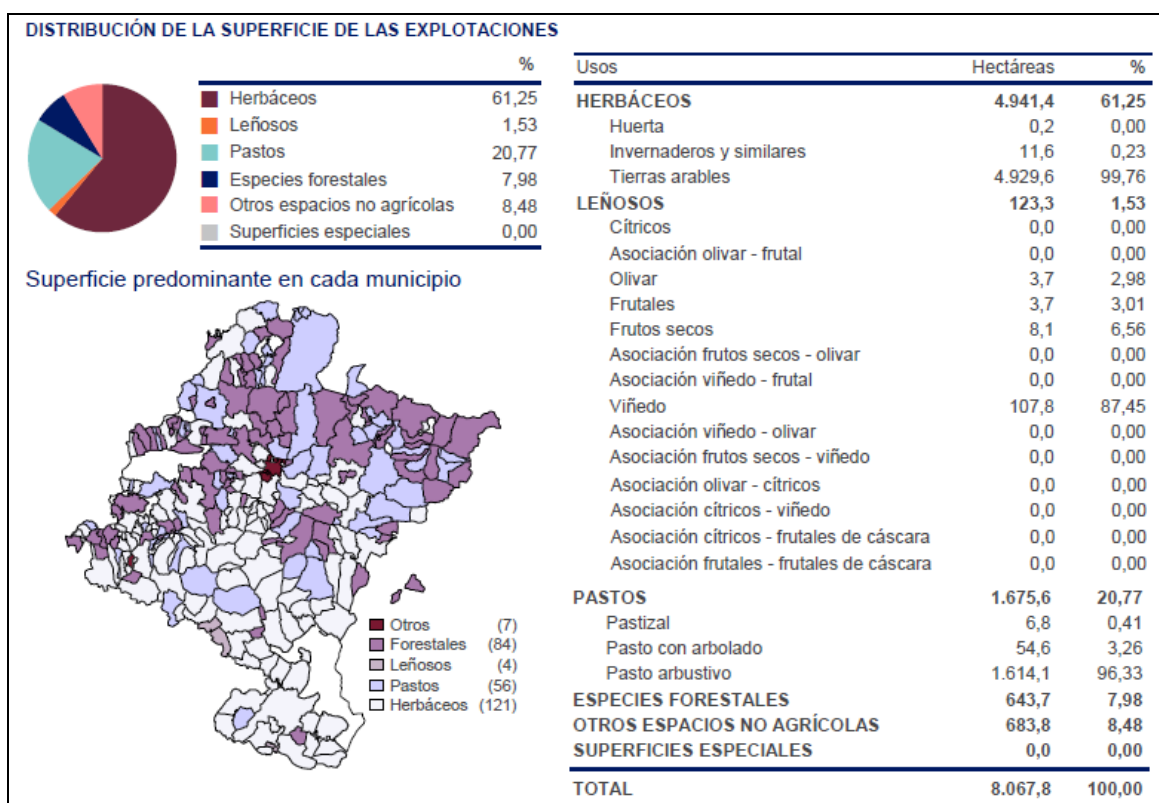 DISTRIBUCIÓN DE LA SUPERFICIE DE LAS EXPLOTACIONES
%
Herbáceos 61,25
Leñosos 1,53
Pastos 20,77
Especies forestales 7,98
Otros espacios no agrícolas 8,48
Superficies especiales 0,00
Superficie predominante en cada municipio
Otros (7)
Forestales (84)
Leñosos (4)
Pastos (56)
Herbáceos (121)
Usos Hectáreas %
HERBÁCEOS 4.941,4 61,25
Huerta 0,2 0,00
Invernaderos y similares 11,6 0,23
Tierras arables 4.929,6 99,76
LEÑOSOS 123,3 1,53
Cítricos 0,0 0,00
Asociación olivar - frutal 0,0 0,00
Olivar 3,7 2,98
Frutales 3,7 3,01
Frutos secos 8,1 6,56
Asociación frutos secos - olivar 0,0 0,00
Asociación viñedo - frutal 0,0 0,00
Viñedo 107,8 87,45
Asociación viñedo - olivar 0,0 0,00
Asociación frutos secos - viñedo 0,0 0,00
Asociación olivar - cítricos 0,0 0,00
Asociación cítricos - viñedo 0,0 0,00
Asociación cítricos - frutales de cáscara 0,0 0,00
Asociación frutales - frutales de cáscara 0,0 0,00
PASTOS 1.675,6 20,77
Pastizal 6,8 0,41
Pasto con arbolado 54,6 3,26
Pasto arbustivo 1.614,1 96,33
ESPECIES FORESTALES 643,7 7,98
OTROS ESPACIOS NO AGRÍCOLAS 683,8 8,48
SUPERFICIES ESPECIALES 0,0 0,00
TOTAL 8.067,8 100,00